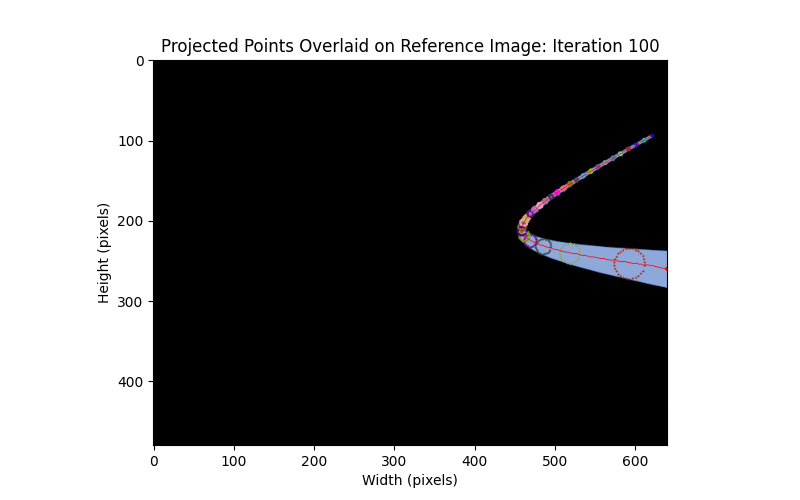 Projected Points Overlaid on Reference Image: Iteration 100
0
100
200
300
400
Height (pixels)
0 100 200 300 400 500 600
Width (pixels)